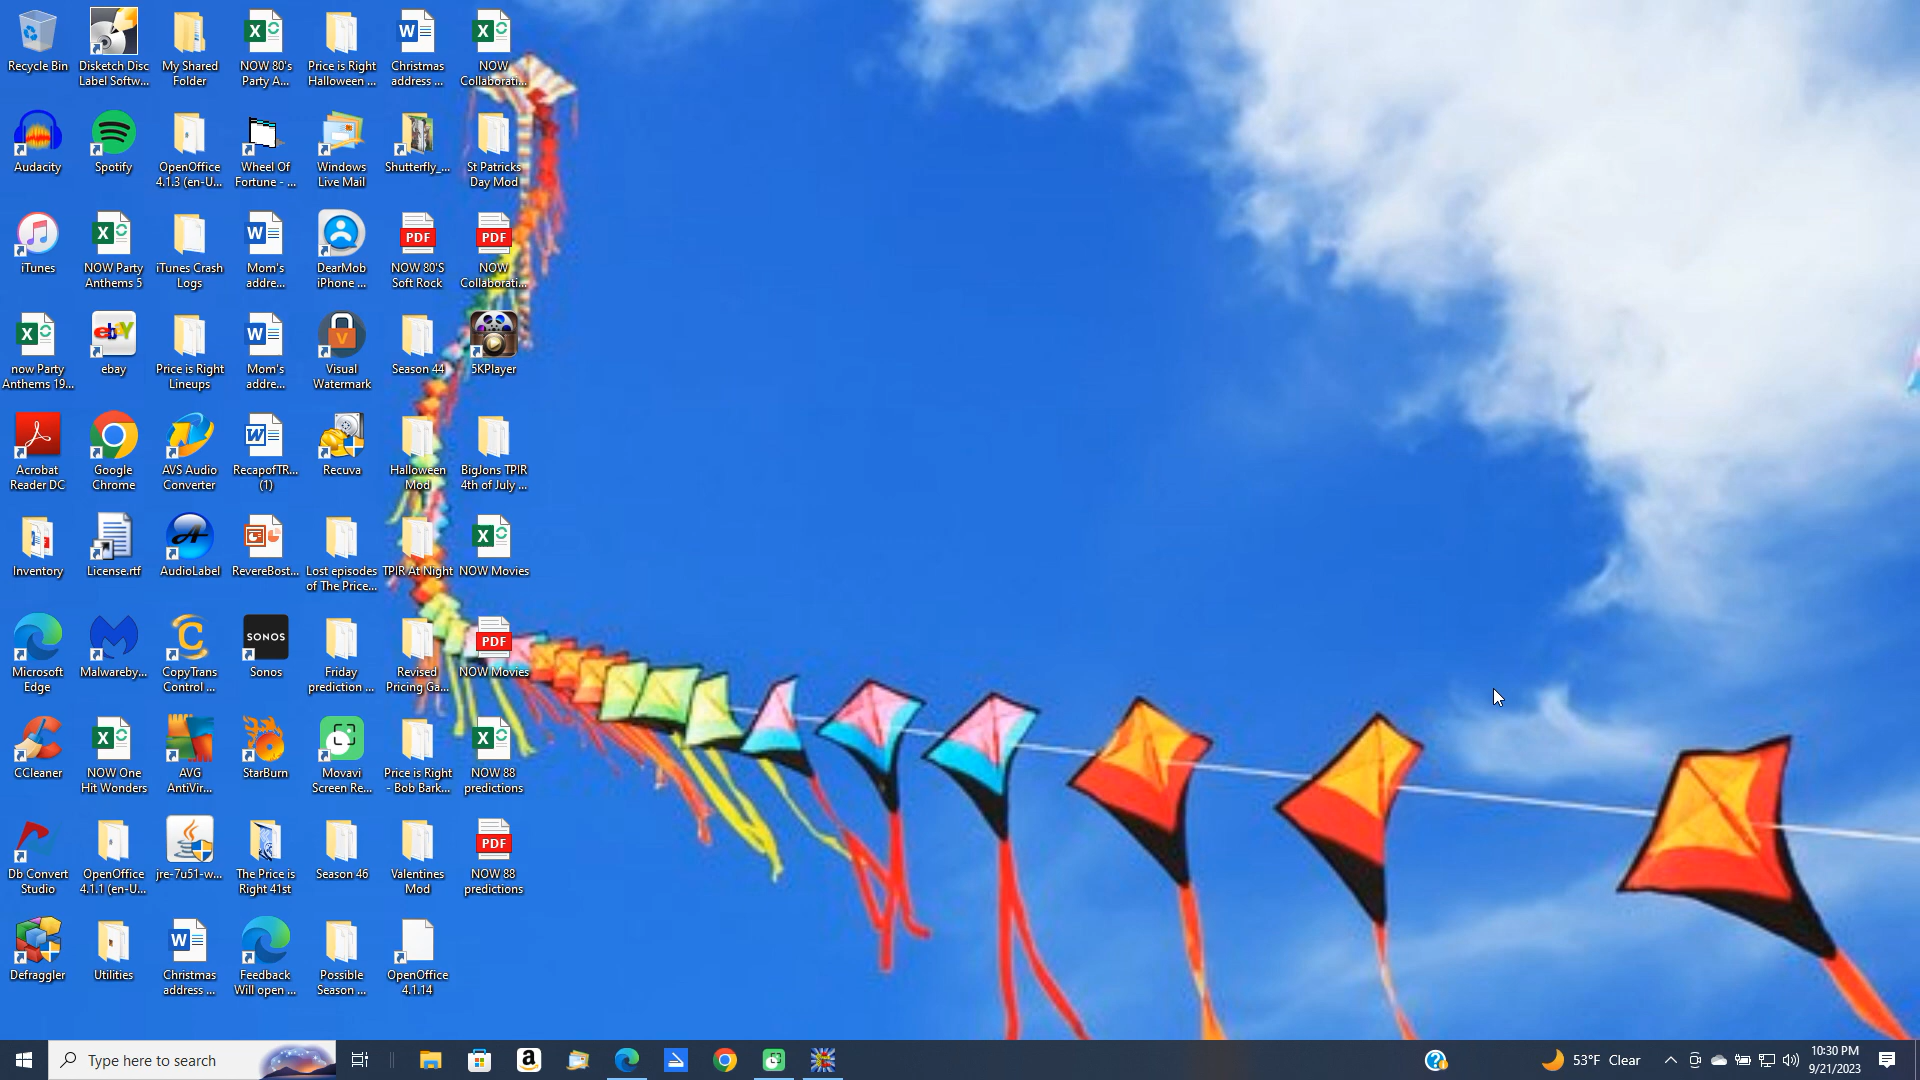 Recycle Bin
Disketch Disc
Label Softw...
My Shared
Folder
NOW 80's
Party A...
Price is Right
Halloween ...
Christmas
address ...
NOW
Collaborati...
Audacity
Spotify
OpenOffice
4.1.3 (en-U...
Wheel Of
Fortune - ...
Windows
Live Mail
Shutterfly_...
St Patricks
Day Mod
iTunes
NOW Party
Anthems 5
iTunes Crash
Logs
Mom's
addre...
DearMob
iPhone ...
PDF
NOW 80'S
Soft Rock
PDF
NOW
Collaborati...
now Party
Anthems 19...
ebay
ebay
Price is Right
Lineups
Mom's
addre...
Visual
Watermark
Season 44
5KPlayer
Acrobat
Reader DC
Google
Chrome
AVS Audio
Converter
RecapofTR...
(1)
Recuva
Halloween
Mod
BigJons TPIR
4th of July ...
Inventory
License.rtf
AudioLabel
RevereBost...
Lost episodes
of The Price...
TPIR At Night
NOW Movies
Microsoft
Edge
Malwareby...
CopyTrans
Control ...
SONOS
Sonos
Friday
prediction ...
Revised
Pricing Ga...
PDF
NOW Movies
CCleaner
NOW One
Hit Wonders
AVG
AntiVir...
StarBurn
Movavi
Screen Re...
Price is Right
- Bob Bark...
NOW 88
predictions
Db Convert
Studio
OpenOffice
4.1.1 (en-U...
jre-7u51-w...
The Price is
Right 41st
Season 46
Valentines
Mod
PDF
NOW 88
predictions
Defraggler
Utilities
Christmas
address ...
Feedback
Will open ...
Possible
Season ...
OpenOffice
4.1.14
Type here to search
53°F Clear
10:30 PM
9/21/2023